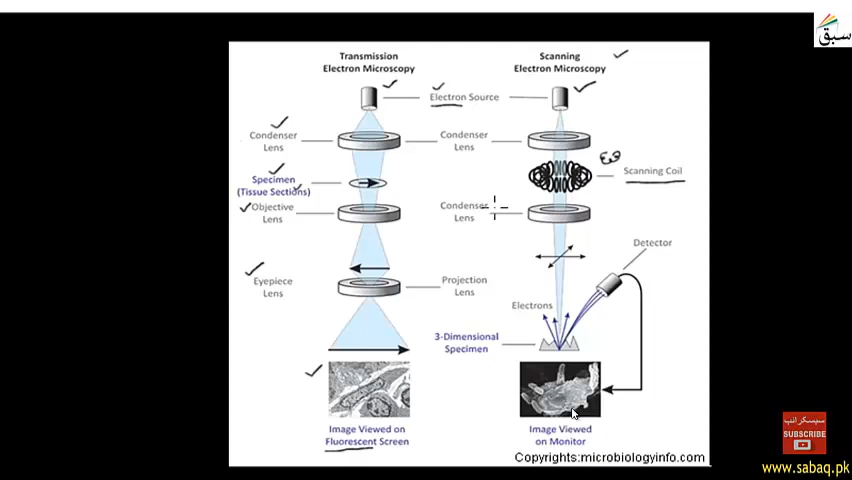 سبق
Transmission
Electron Microscopy
Scanning
Electron Microscopy
Electron Source
Condenser
Lens
Condenser
Lens
Specimen
(Tissue Sections)
Scanning Coil
Objective
Lens
Condenser
Lens
Detector
Eyepiece
Lens
Projection
Lens
Electrons
3-Dimensional
Specimen
Image Viewed on
Fluorescent Screen
Image Viewed
on Monitor
Copyrights:microbiologyinfo.com
سبسکرائب
SUBSCRIBE
www.sabaq.pk